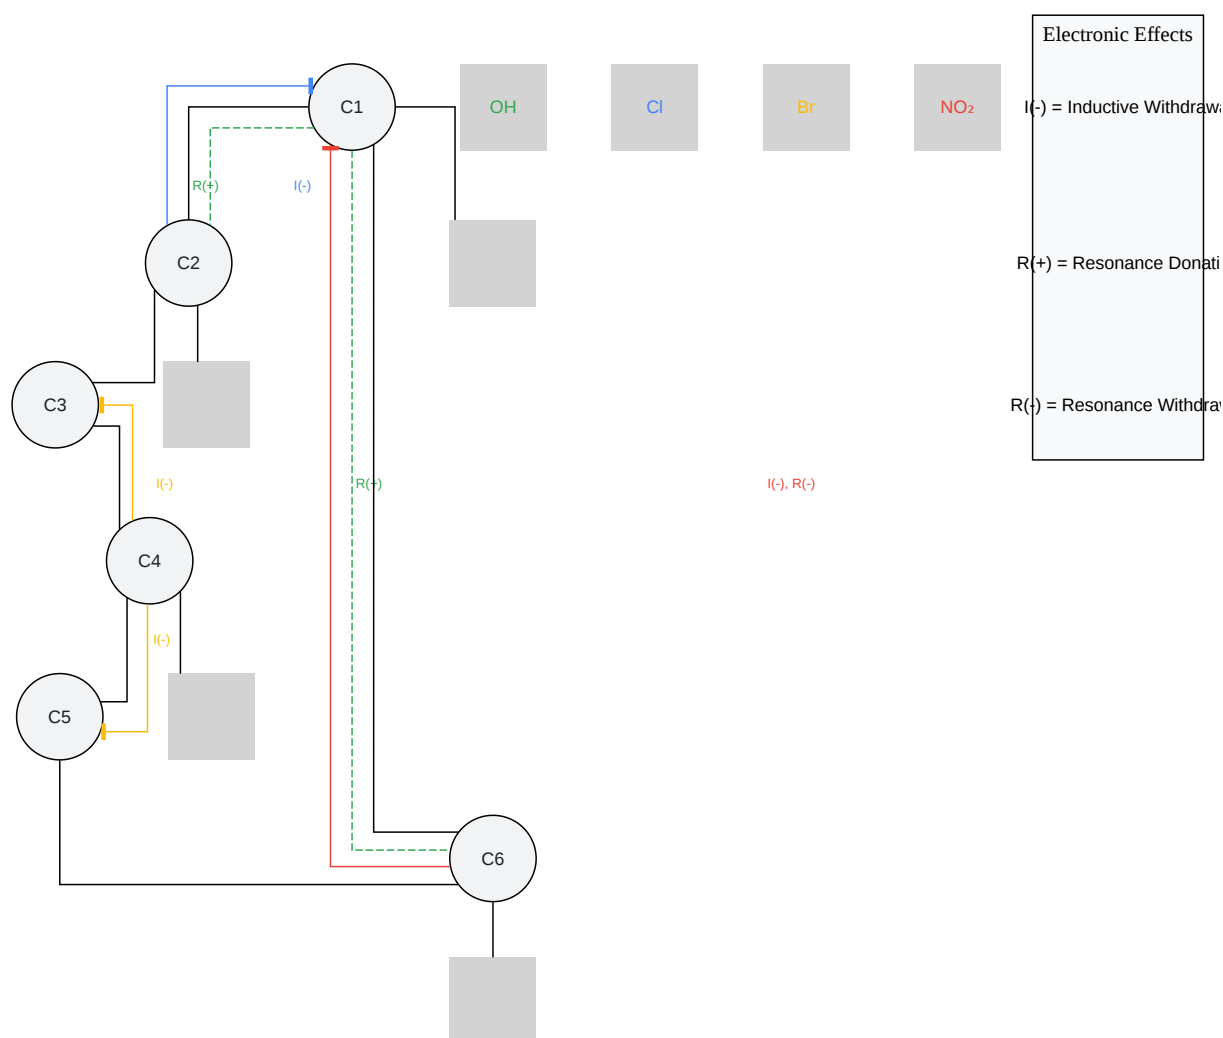 Electronic Effects
C1
OH
Cl
Br
NO₂
I(-) = Inductive Withdrawa
R(+)
I(-)
C2
R(+) = Resonance Donati
C3
R(-) = Resonance Withdraw
I(-)
R(+)
I(-), R(-)
C4
I(-)
C5
C6